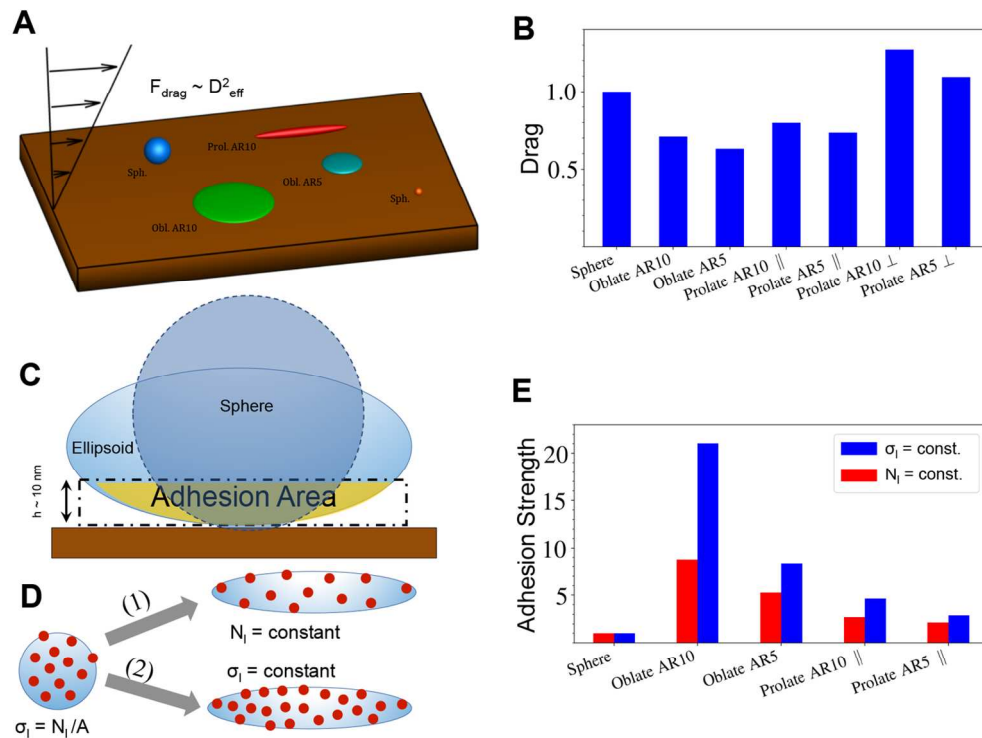 A
F_drag ~ D²_eff
Prol. AR10
Sph.
Obl. AR5
Sph.
Obl. AR10
B
Drag
1.0
0.5
Sphere
Oblate AR10
Oblate AR5
Prolate AR10 ∥
Prolate AR5 ∥
Prolate AR10 ⊥
Prolate AR5 ⊥
C
Sphere
Ellipsoid
h ~ 10 nm
Adhesion Area
D
(1)
N_l = constant
(2)
σ_l = constant
σ_l = N_l/A
E
Adhesion Strength
20
15
10
5
σ_l = const.
N_l = const.
Sphere
Oblate AR10
Oblate AR5
Prolate AR10 ∥
Prolate AR5 ∥